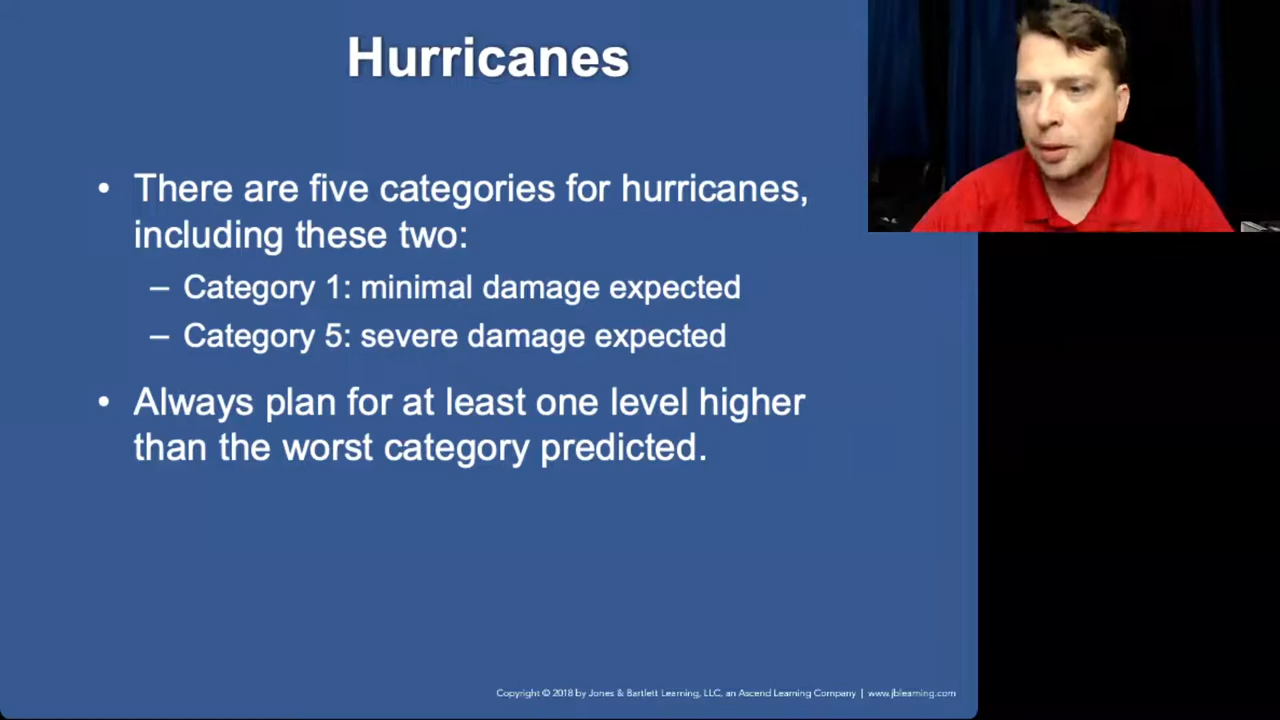 Hurricanes
• There are five categories for hurricanes,
including these two:
– Category 1: minimal damage expected
– Category 5: severe damage expected
• Always plan for at least one level higher
than the worst category predicted.
Copyright © 2018 by Jones & Bartlett Learning, LLC, an Ascend Learning Company | www.jblearning.com